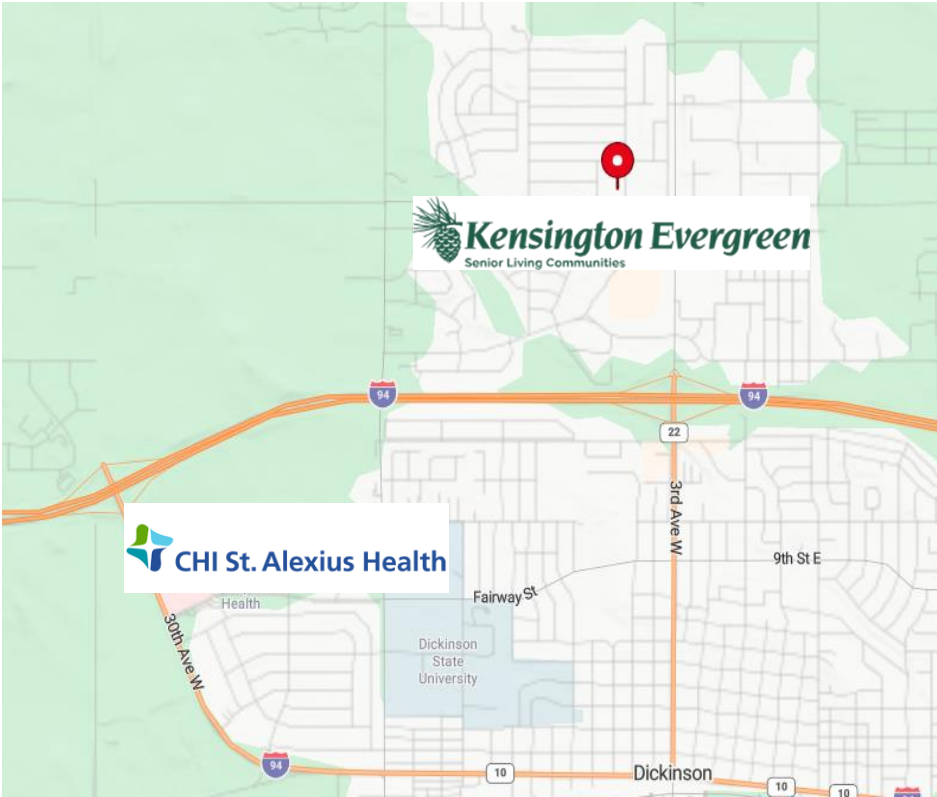 Kensington Evergreen
Senior Living Communities
94
94
22
3rd Ave W
CHI St. Alexius Health
9th St E
Fairway St
Health
30th Ave W
Dickinson
State
University
94
10
Dickinson
10
10